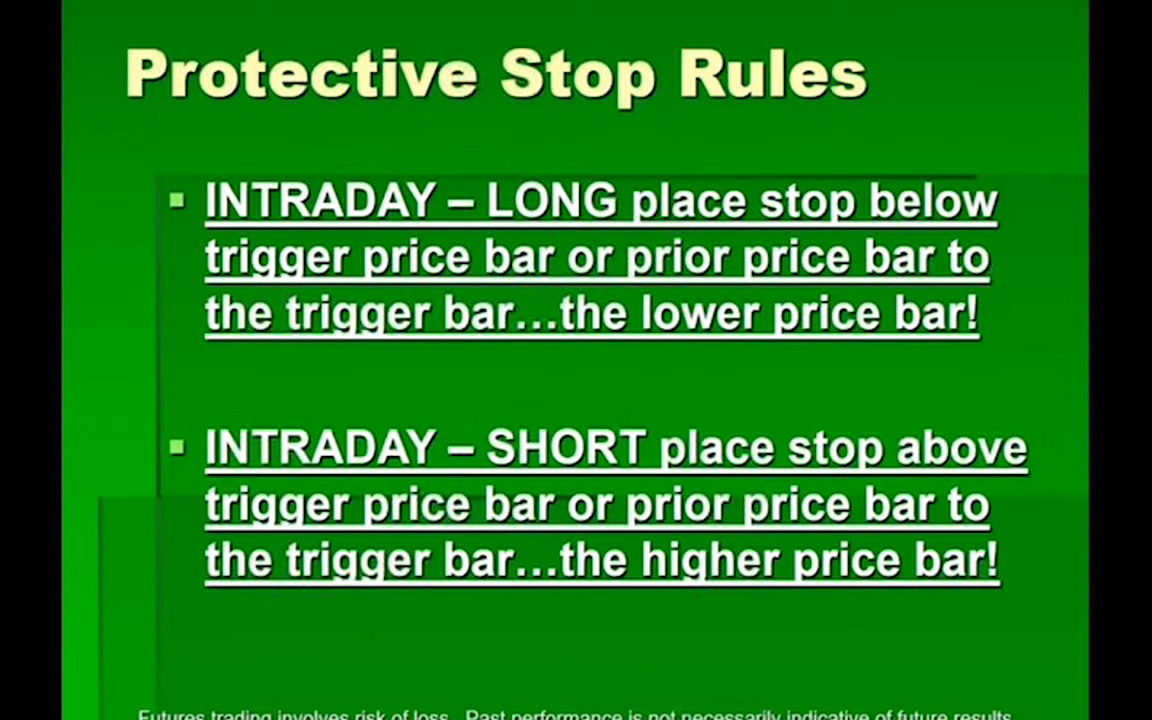 Protective Stop Rules
INTRADAY – LONG place stop below
trigger price bar or prior price bar to
the trigger bar…the lower price bar!
INTRADAY – SHORT place stop above
trigger price bar or prior price bar to
the trigger bar…the higher price bar!
Futures trading involves risk of loss. Past performance is not necessarily indicative of future results.